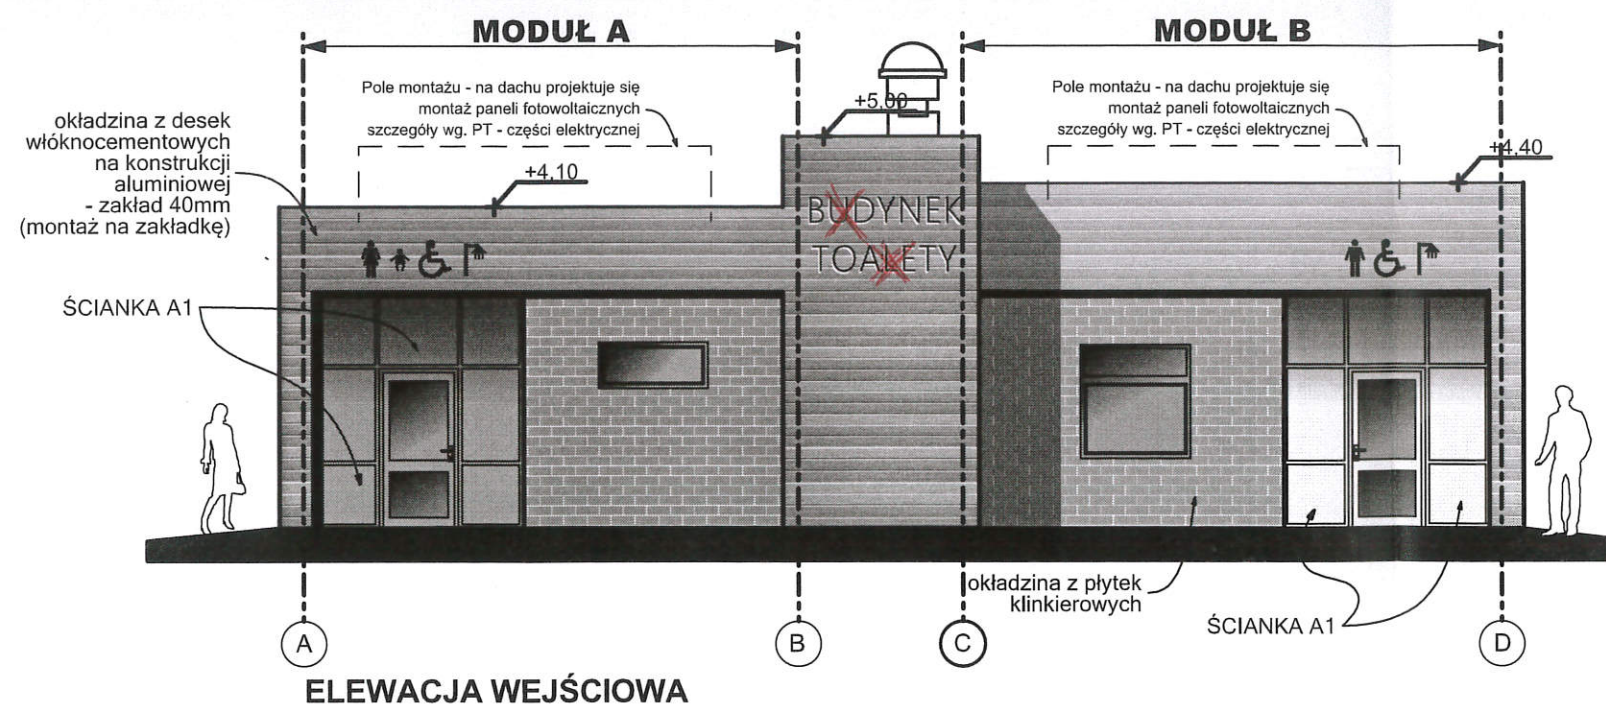 MODUŁ A
MODUŁ B
Pole montażu - na dachu projektuje się
montaż paneli fotowoltaicznych
szczegóły wg. PT - części elektrycznej
Pole montażu - na dachu projektuje się
montaż paneli fotowoltaicznych
szczegóły wg. PT - części elektrycznej
+5,00
okładzina z desek
włóknocementowych
na konstrukcji
aluminiowej
- zakład 40mm
(montaż na zakładkę)
+4,10
+4,40
BUDYNEK
TOALETY
ŚCIANKA A1
okładzina z płytek
klinkierowych
ŚCIANKA A1
A
B
C
D
ELEWACJA WEJŚCIOWA